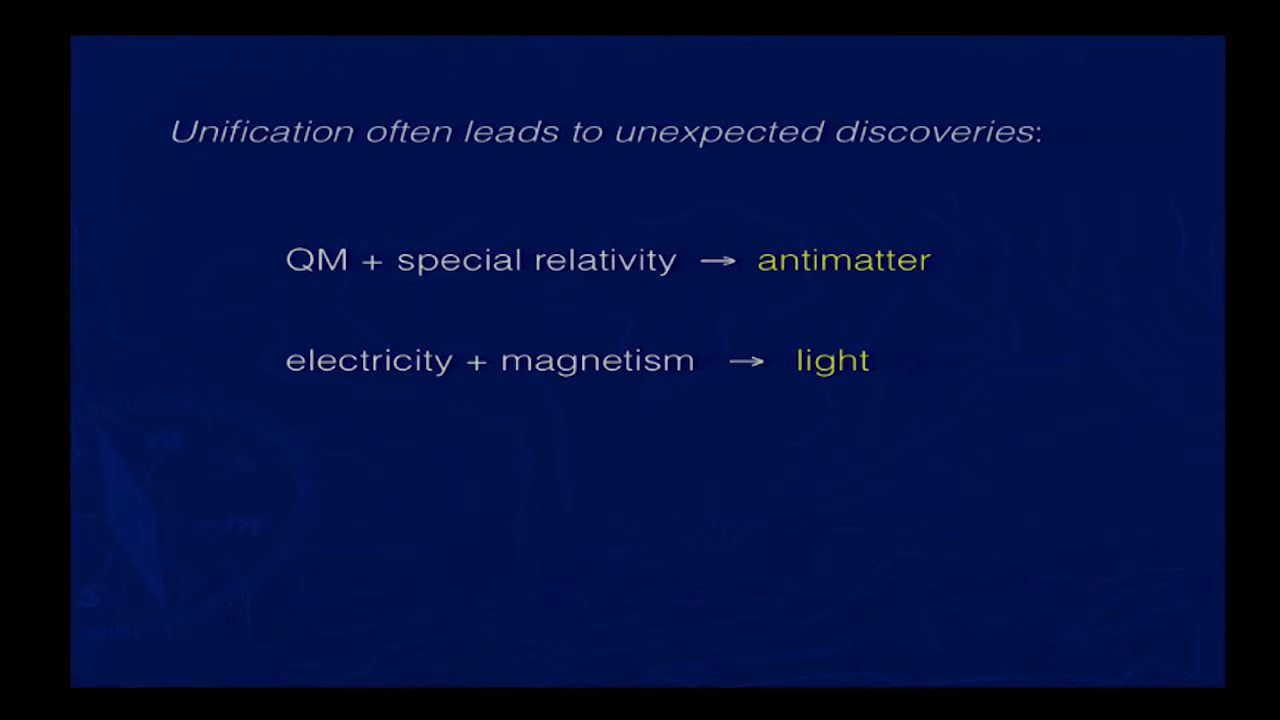 Unification often leads to unexpected discoveries:
QM + special relativity → antimatter
electricity + magnetism → light